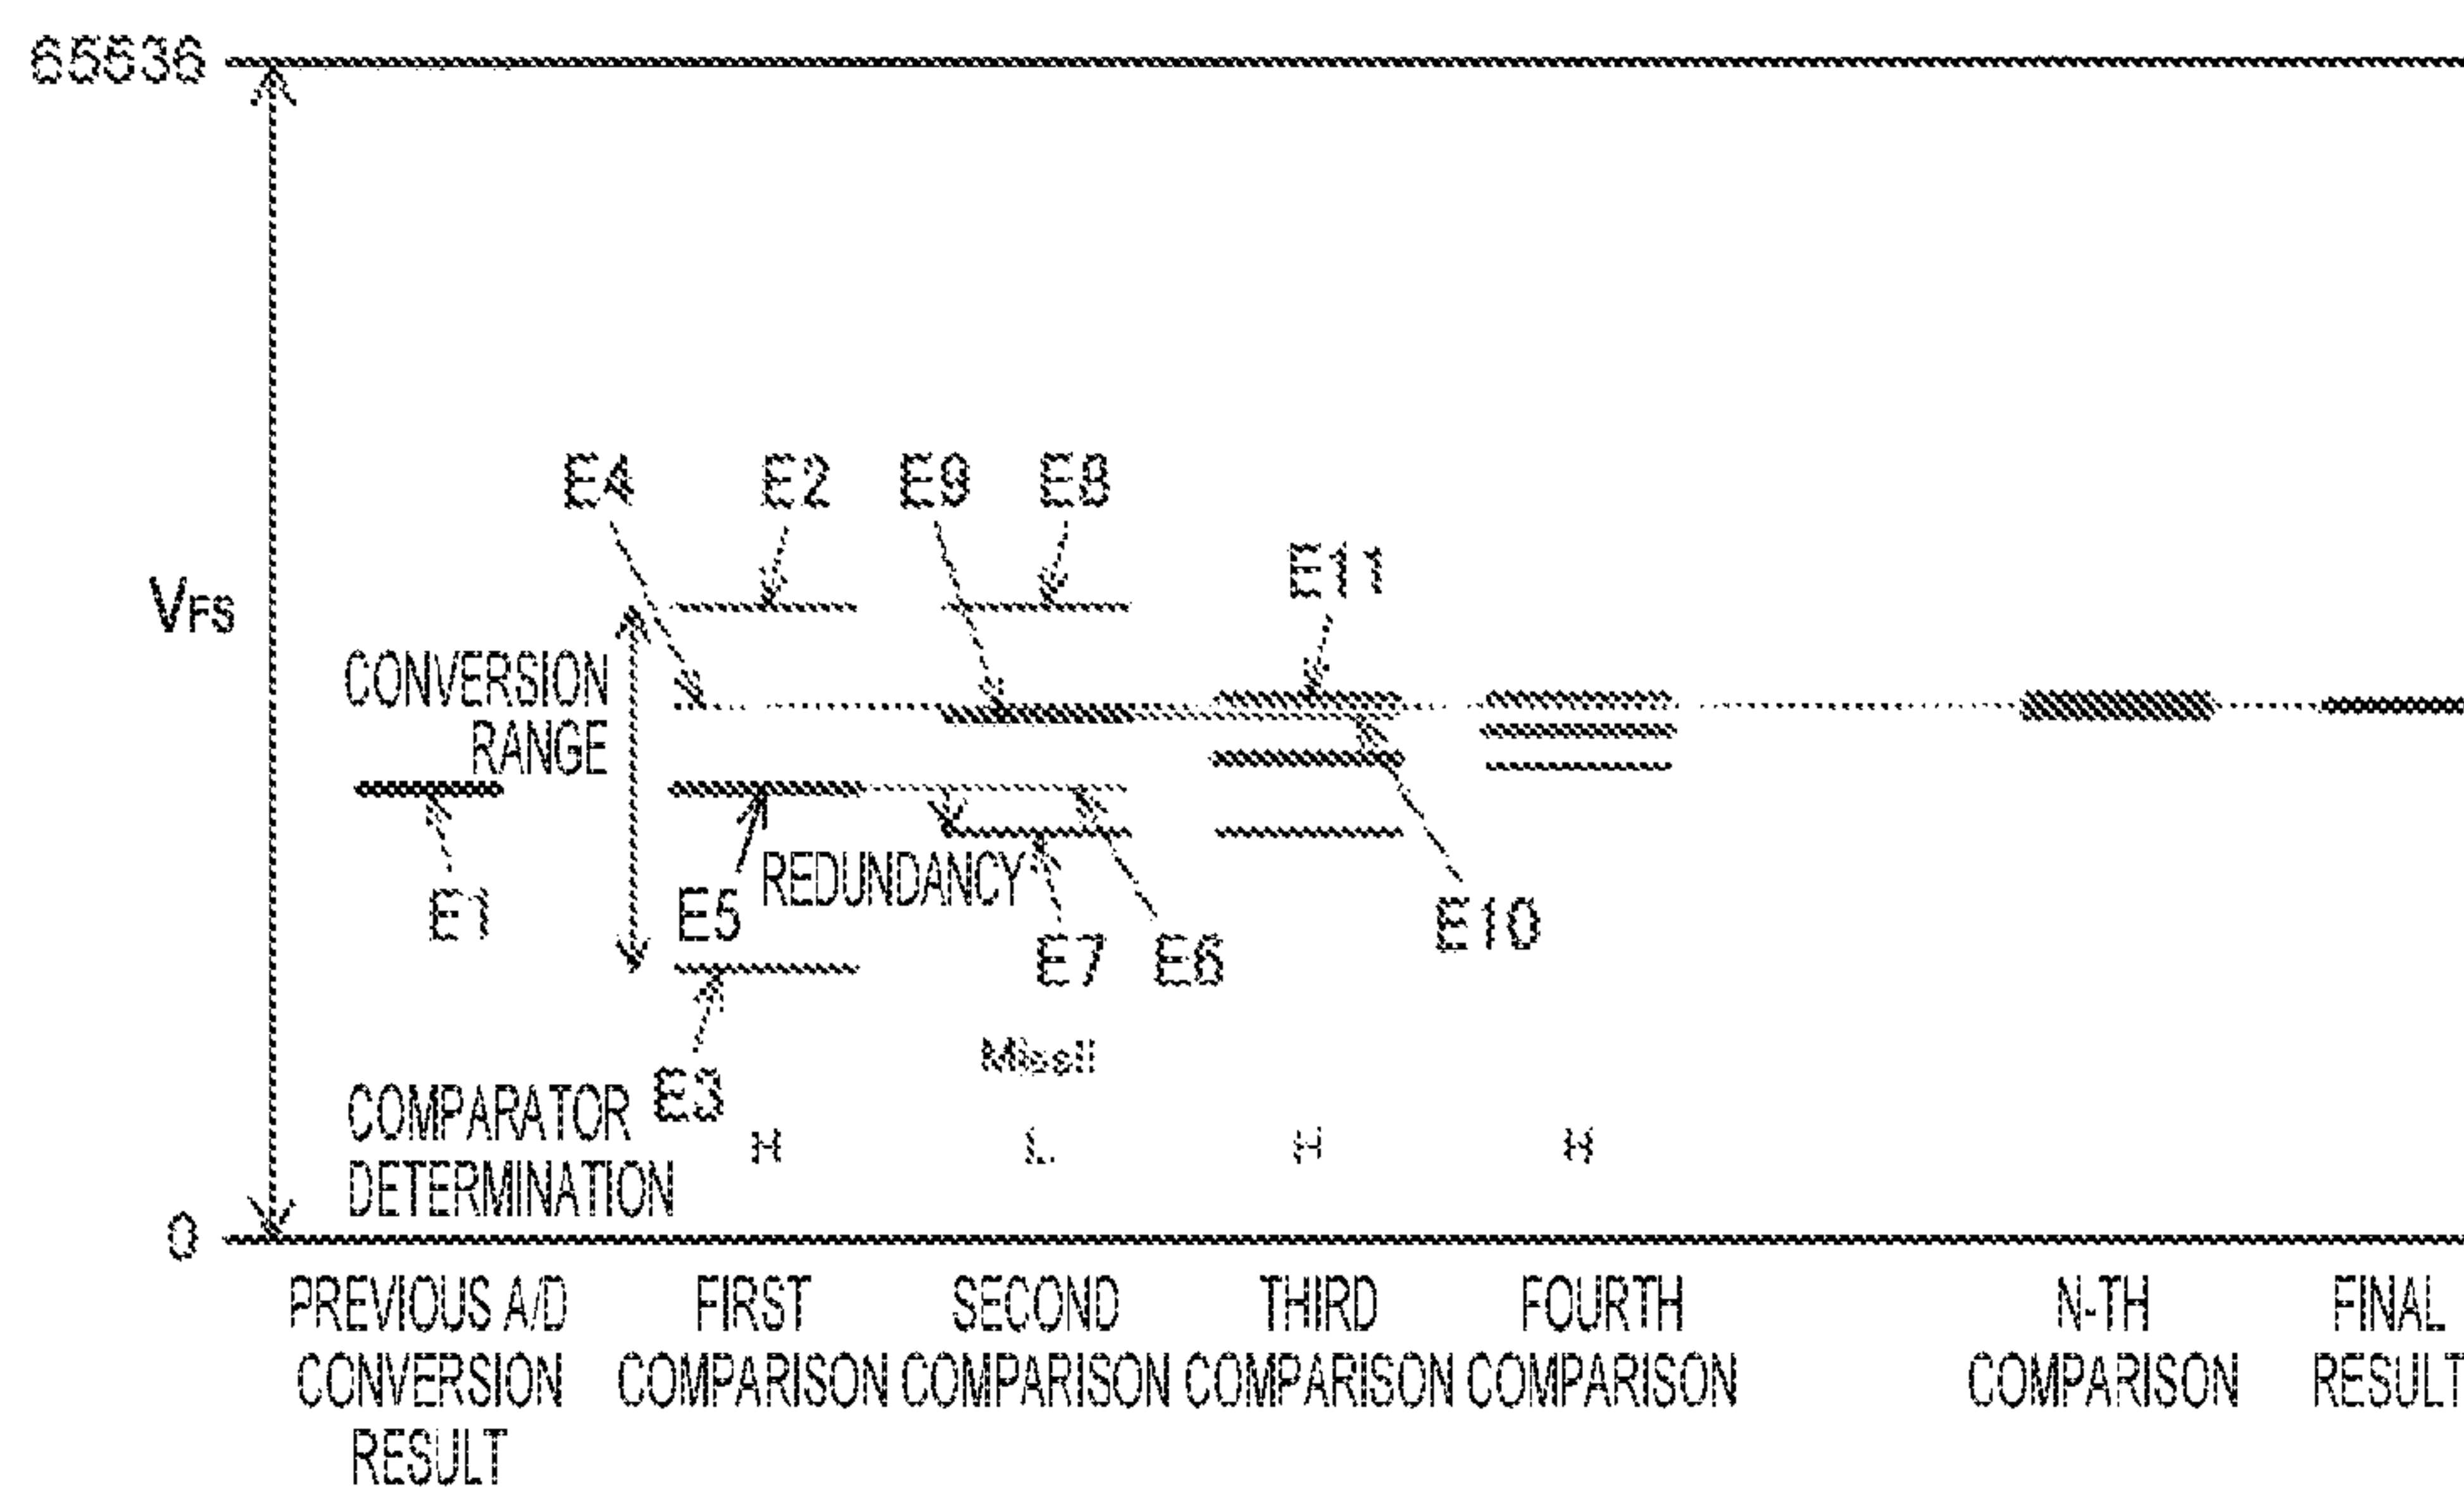 65536
E4
E2
E9
E8
E11
VFS
CONVERSION
RANGE
REDUNDANCY
E1
E5
E7
E6
E10
Miss!!
E3
COMPARATOR
DETERMINATION
H
L
H
H
0
PREVIOUS A/D
CONVERSION
RESULT
FIRST
COMPARISON
SECOND
COMPARISON
THIRD
COMPARISON
FOURTH
COMPARISON
N-TH
COMPARISON
FINAL
RESULT